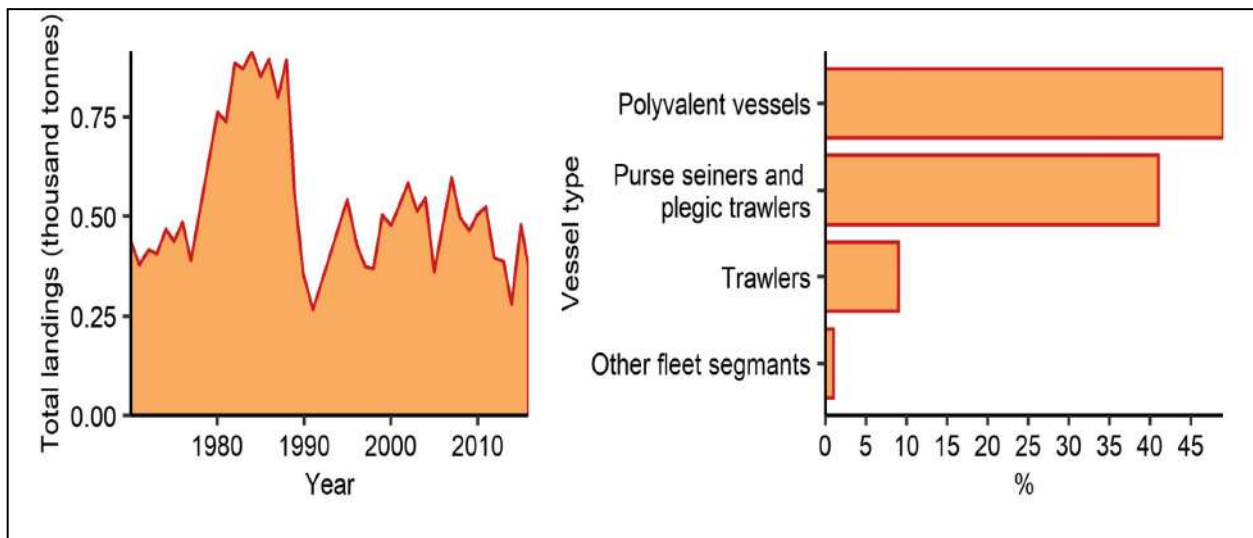 Total landings (thousand tonnes)
0.75
0.50
0.25
0.00
1980 1990 2000 2010
Year
Vessel type
Polyvalent vessels
Purse seiners and
plegic trawlers
Trawlers
Other fleet segmants
0 5 10 15 20 25 30 35 40 45
%